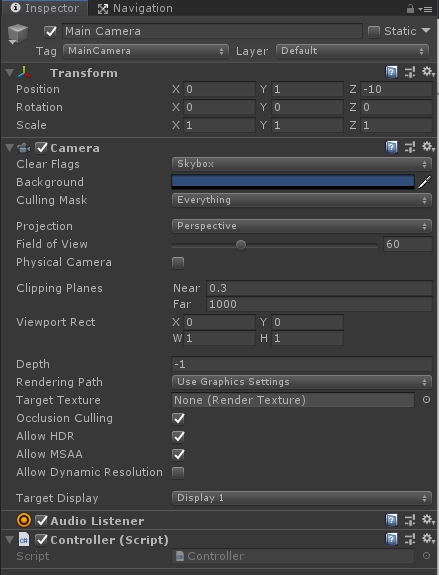 Inspector Navigation
Main Camera Static
Tag MainCamera Layer Default
Transform
Position X 0 Y 1 Z -10
Rotation X 0 Y 0 Z 0
Scale X 1 Y 1 Z 1
Camera
Clear Flags Skybox
Background
Culling Mask Everything
Projection Perspective
Field of View 60
Physical Camera
Clipping Planes Near 0.3
Far 1000
Viewport Rect X 0 Y 0
W 1 H 1
Depth -1
Rendering Path Use Graphics Settings
Target Texture None (Render Texture)
Occlusion Culling
Allow HDR
Allow MSAA
Allow Dynamic Resolution
Target Display Display 1
Audio Listener
Controller (Script)
Script Controller